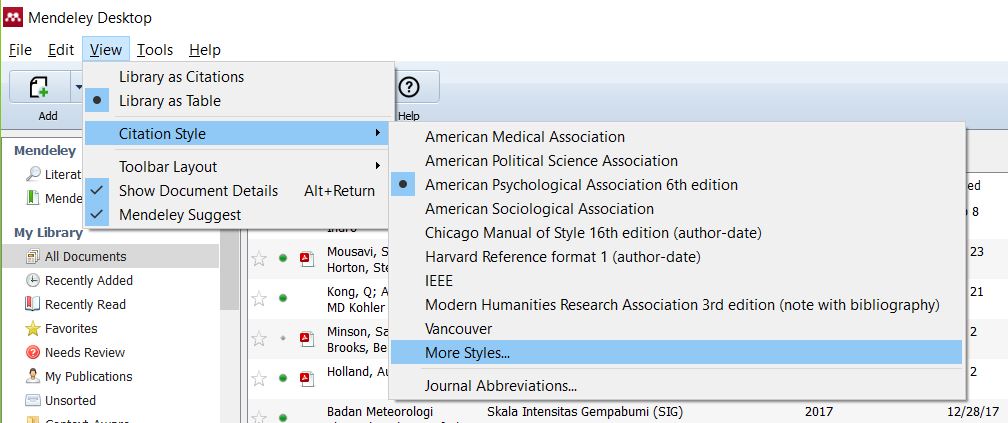 Mendeley Desktop
File Edit View Tools Help
Add
Help
Library as Citations
Library as Table
Citation Style
Toolbar Layout
Show Document Details Alt+Return
Mendeley Suggest
American Medical Association
American Political Science Association
American Psychological Association 6th edition
American Sociological Association
Chicago Manual of Style 16th edition (author-date)
Harvard Reference format 1 (author-date)
IEEE
Modern Humanities Research Association 3rd edition (note with bibliography)
Vancouver
More Styles...
Journal Abbreviations...
Mendeley
Literat
Mende
My Library
All Documents
Recently Added
Recently Read
Favorites
Needs Review
My Publications
Unsorted
ed
8
Mousavi, S 23
Horton, Ste
Kong, Q; A 21
MD Kohler
Minson, Sa 2
Brooks, Be
Holland, Au 2
Badan Meteorologi Skala Intensitas Gempabumi (SIG) 2017 12/28/17